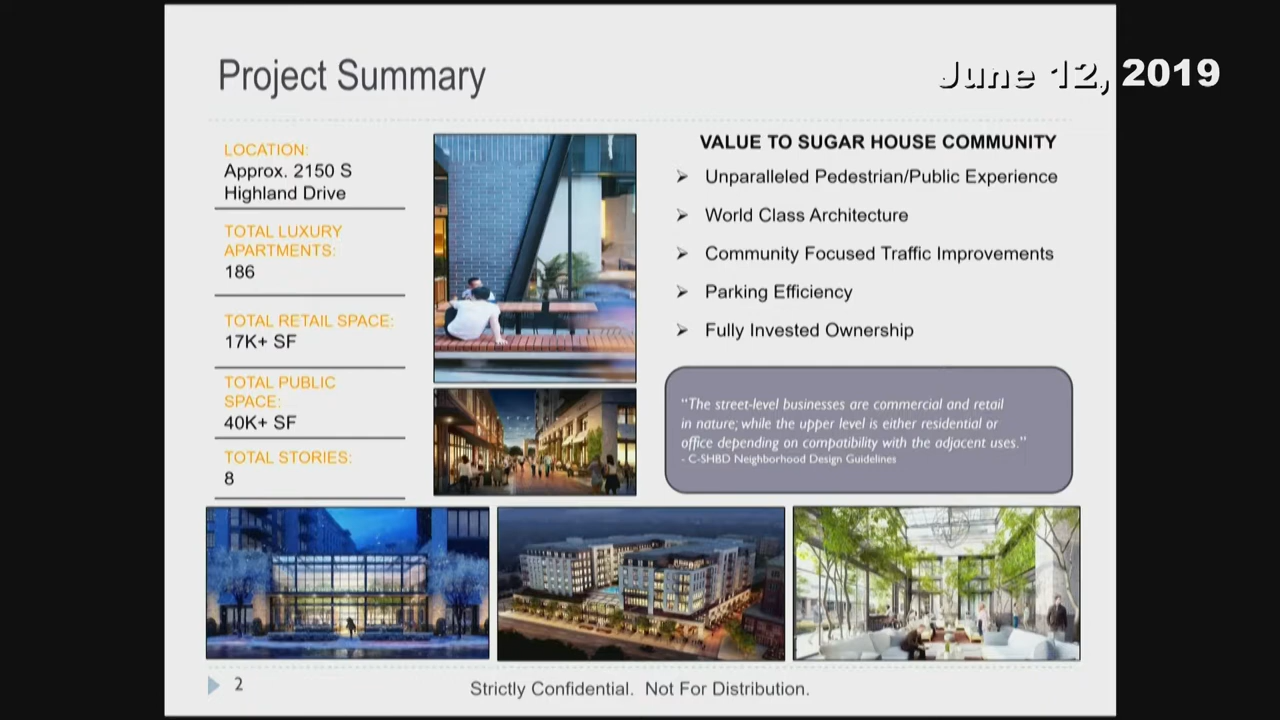 Project Summary
June 12, 2019
LOCATION:
Approx. 2150 S
Highland Drive
TOTAL LUXURY
APARTMENTS:
186
TOTAL RETAIL SPACE:
17K+ SF
TOTAL PUBLIC
SPACE:
40K+ SF
TOTAL STORIES:
8
VALUE TO SUGAR HOUSE COMMUNITY
➢ Unparalleled Pedestrian/Public Experience
➢ World Class Architecture
➢ Community Focused Traffic Improvements
➢ Parking Efficiency
➢ Fully Invested Ownership
“The street-level businesses are commercial and retail
in nature; while the upper level is either residential or
office depending on compatibility with the adjacent uses.”
- C-SHBD Neighborhood Design Guidelines
2
Strictly Confidential. Not For Distribution.